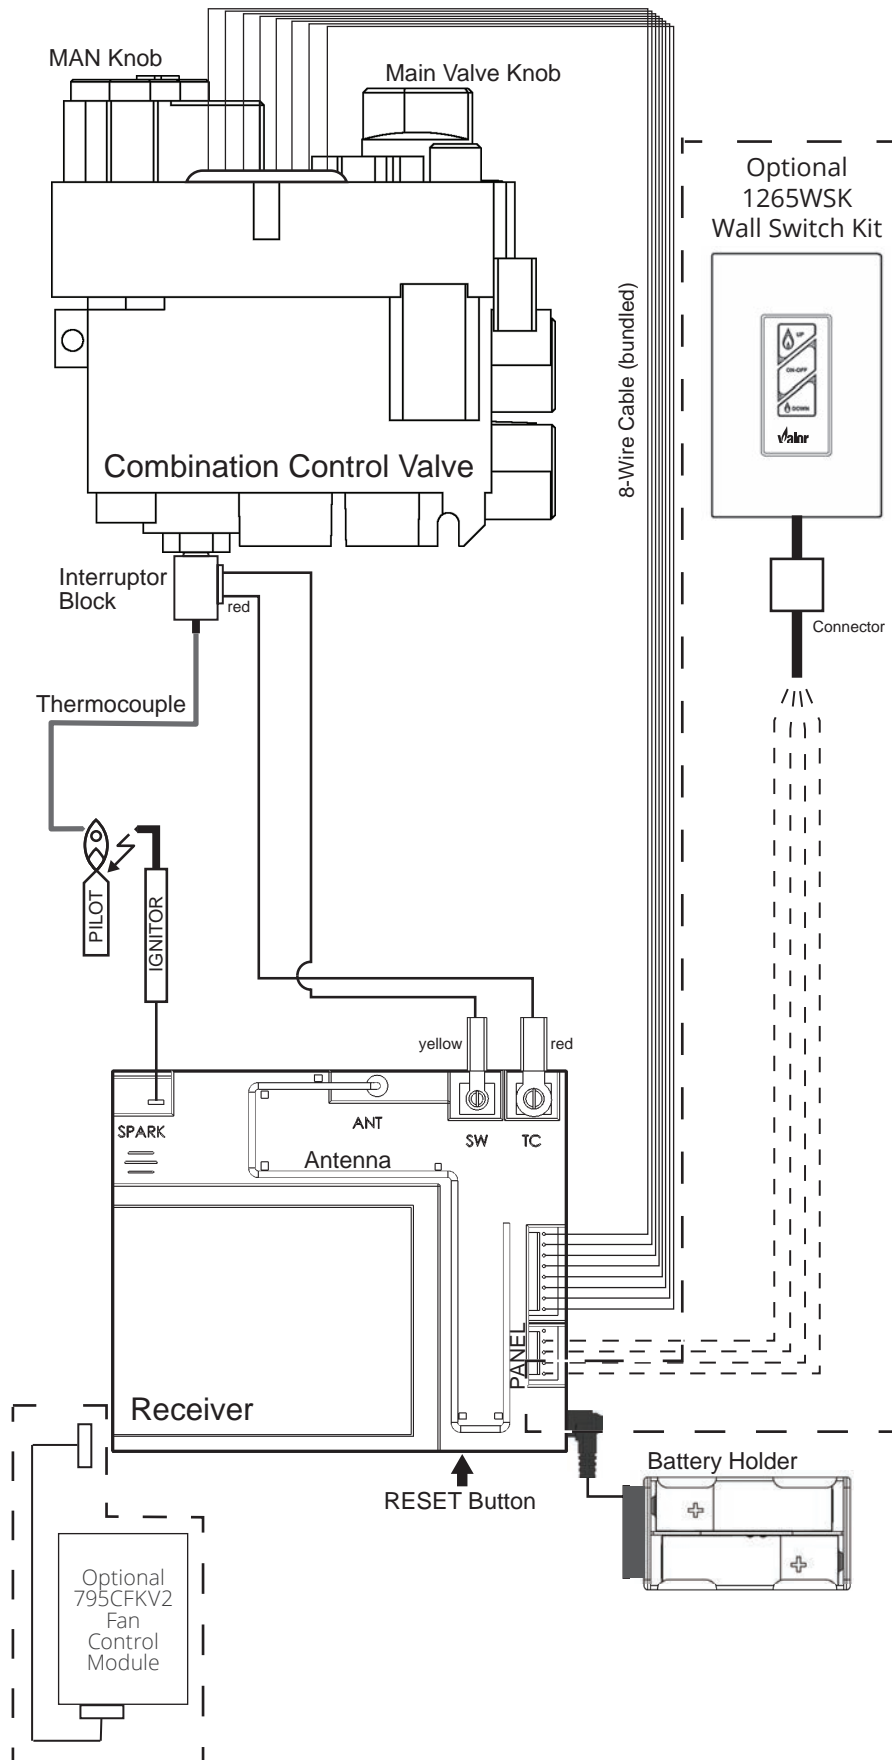 MAN Knob
Main Valve Knob
Optional
1265WSK
Wall Switch Kit
8-Wire Cable (bundled)
UP
ON-OFF
DOWN
Valor
Combination Control Valve
Interruptor
Block
red
Connector
Thermocouple
PILOT
IGNITOR
yellow
red
SPARK
ANT
SW
TC
Antenna
PANEL
Receiver
Battery Holder
RESET Button
+
+
Optional
795CFKV2
Fan
Control
Module